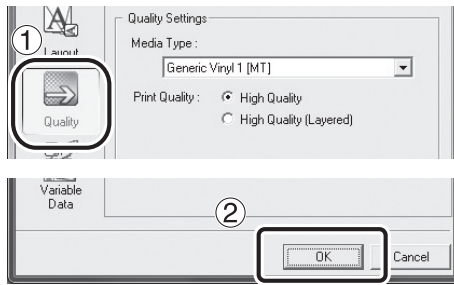 ①
Layout
Quality Settings
Media Type :
Generic Vinyl 1 [MT]
Print Quality :
High Quality
High Quality (Layered)
Quality
Variable
Data
②
OK
Cancel